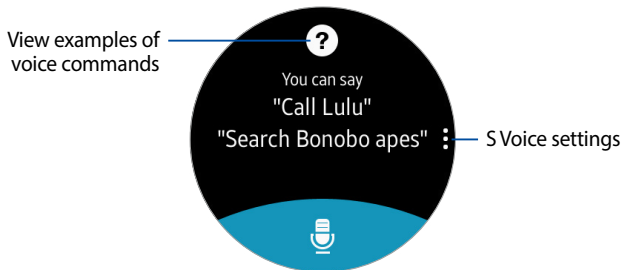 View examples of
voice commands
?
You can say
"Call Lulu"
"Search Bonobo apes"
S Voice settings